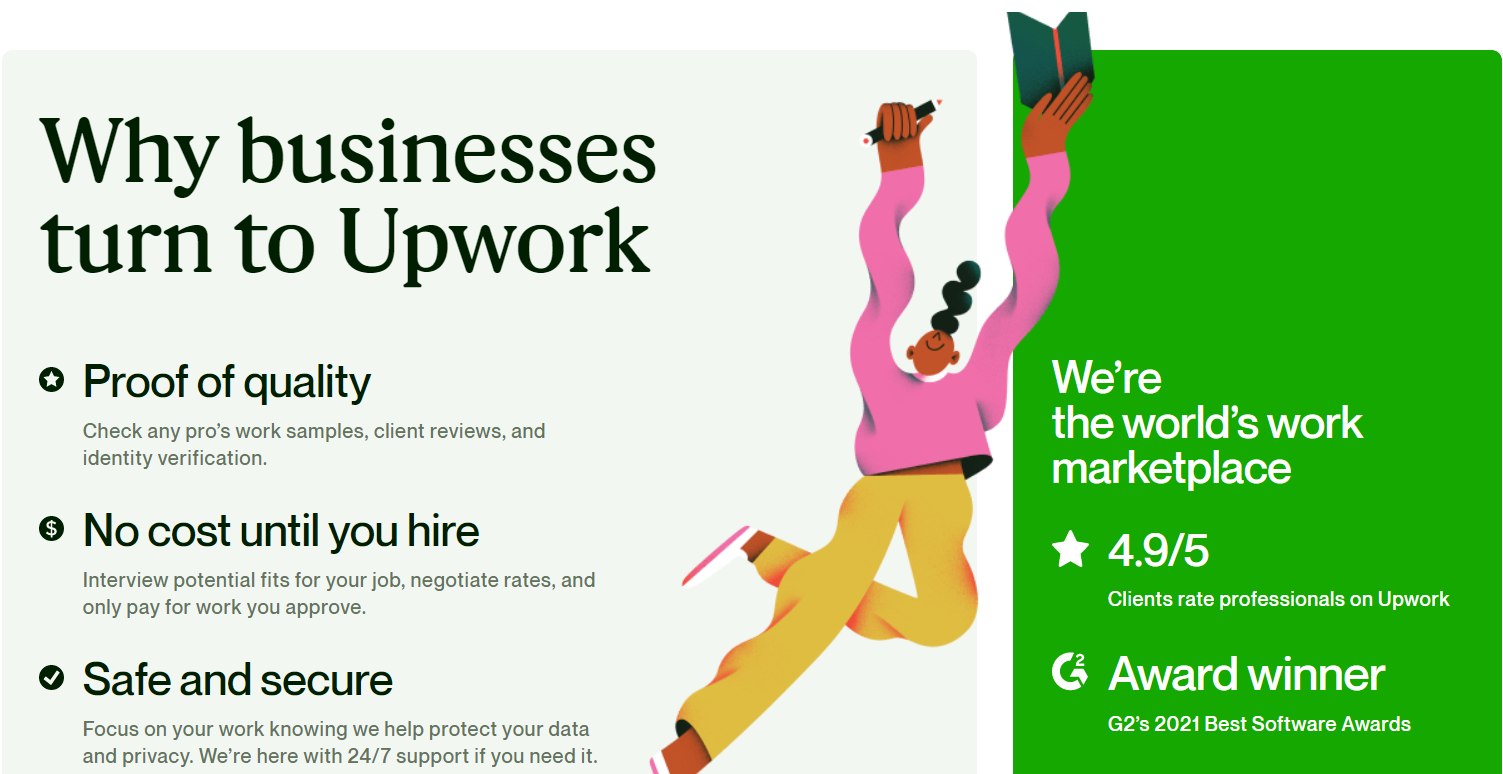 Why businesses
turn to Upwork
Proof of quality
Check any pro’s work samples, client reviews, and
identity verification.
$ No cost until you hire
Interview potential fits for your job, negotiate rates, and
only pay for work you approve.
Safe and secure
Focus on your work knowing we help protect your data
and privacy. We’re here with 24/7 support if you need it.
We’re
the world’s work
marketplace
4.9/5
Clients rate professionals on Upwork
G2 Award winner
G2’s 2021 Best Software Awards